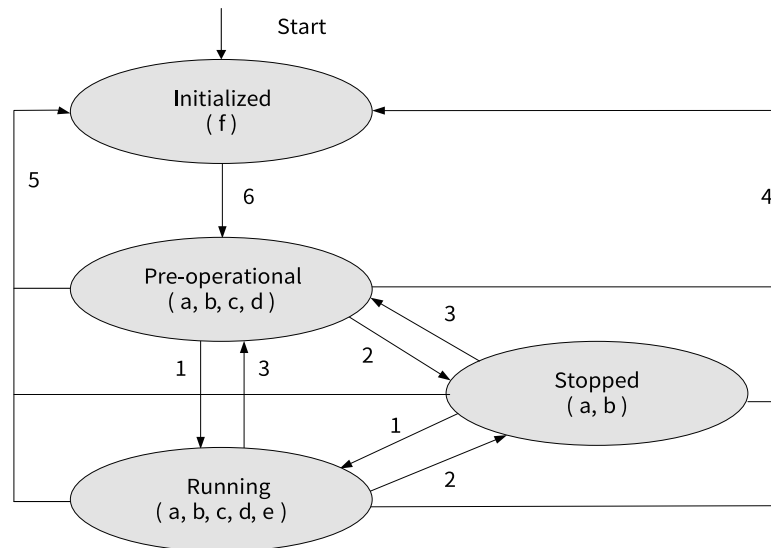 Start
Initialized
( f )
5
6
4
Pre-operational
( a, b, c, d )
3
2
1
3
Stopped
( a, b )
1
2
Running
( a, b, c, d, e )